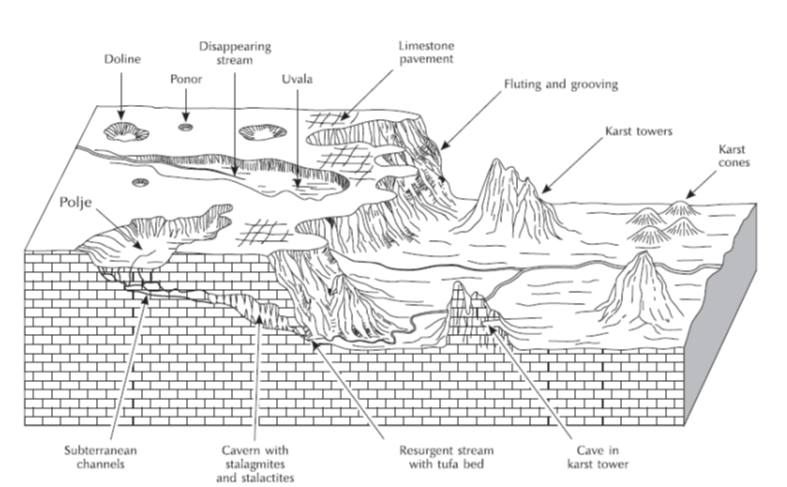 Disappearing
stream
Limestone
pavement
Doline
Ponor
Uvala
Fluting and grooving
Karst towers
Karst
cones
Polje
Subterranean
channels
Cavern with
stalagmites
and stalactites
Resurgent stream
with tufa bed
Cave in
karst tower